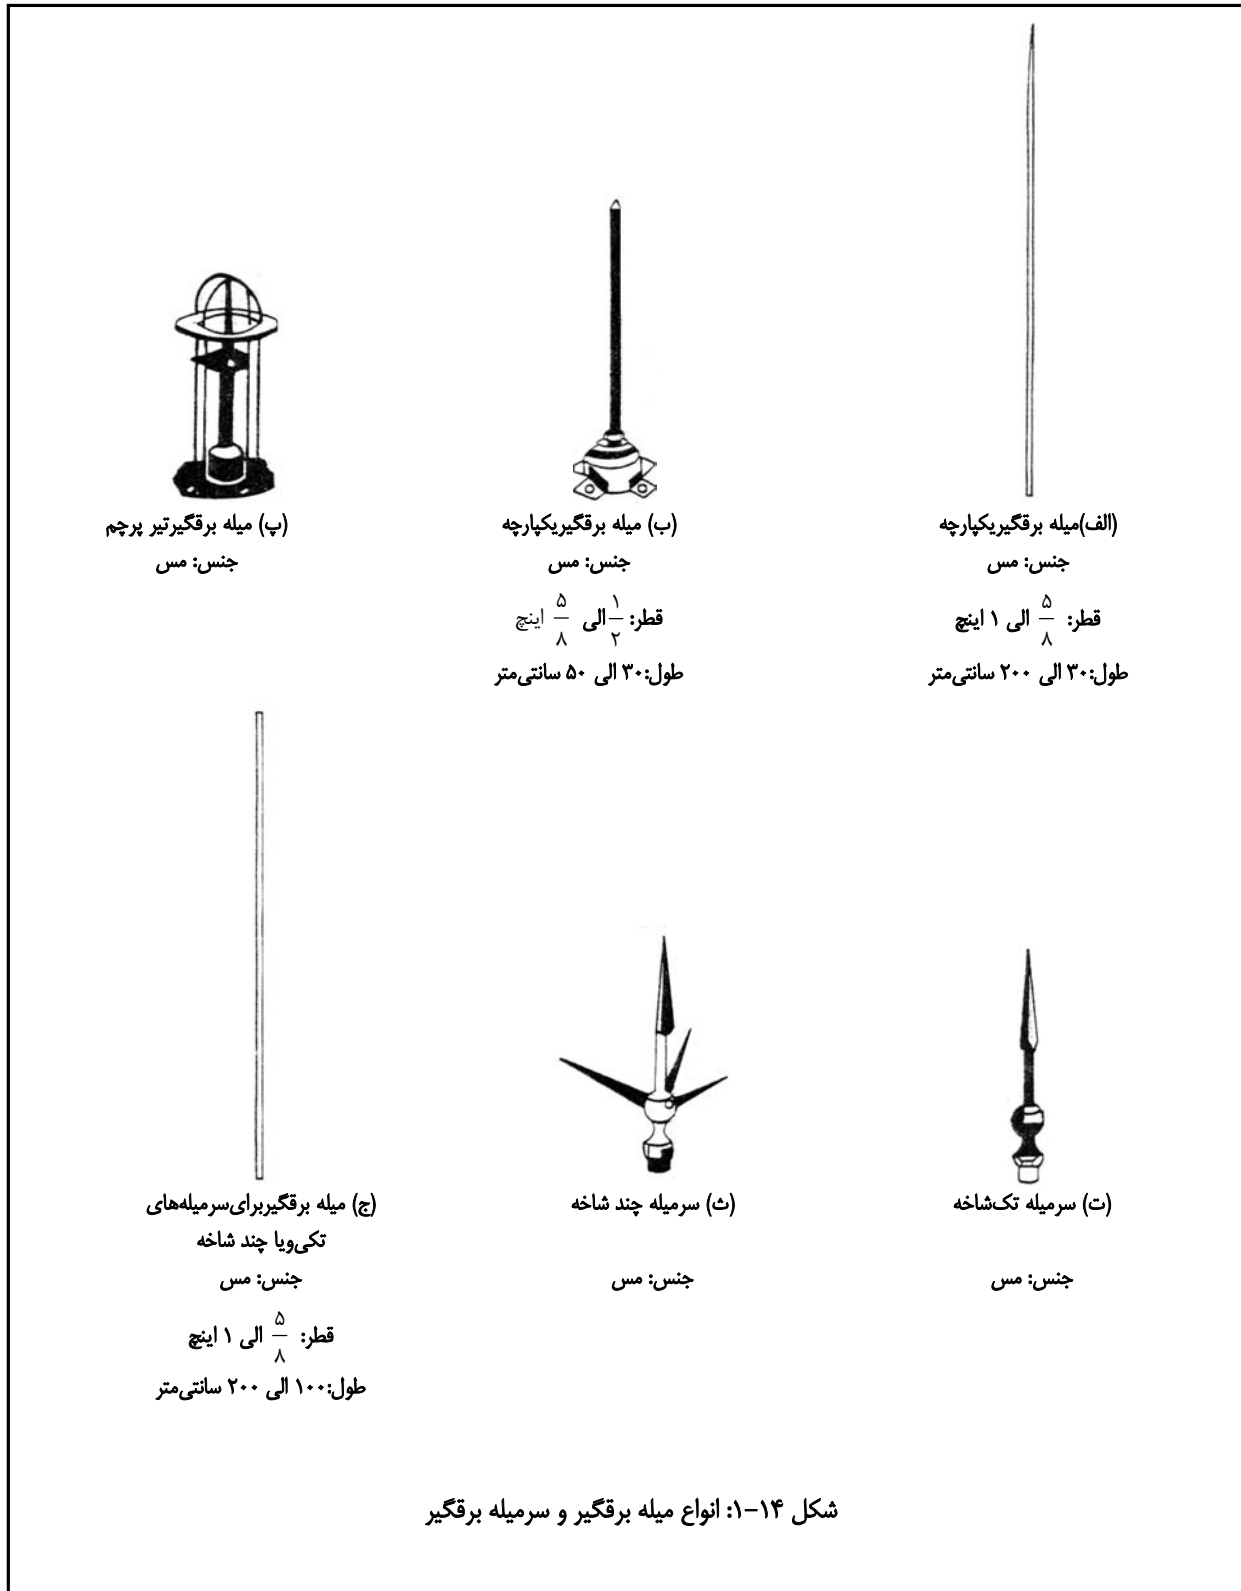 (الف)میله برقگیریکپارچه
جنس: مس
قطر: ۵/۸ الی ۱ اینچ
طول:۳۰ الی ۲۰۰ سانتی‌متر
(ب) میله برقگیریکپارچه
جنس: مس
قطر: ۱/۲ الی ۵/۸ اینچ
طول:۳۰ الی ۵۰ سانتی‌متر
(پ) میله برقگیرتیر پرچم
جنس: مس
(ت) سرمیله تک‌شاخه
جنس: مس
(ث) سرمیله چند شاخه
جنس: مس
(ج) میله برقگیربرای‌سرمیله‌های
تکی‌ویا چند شاخه
جنس: مس
قطر: ۵/۸ الی ۱ اینچ
طول:۱۰۰ الی ۲۰۰ سانتی‌متر
شکل ۱۴-۱: انواع میله برقگیر و سرمیله برقگیر